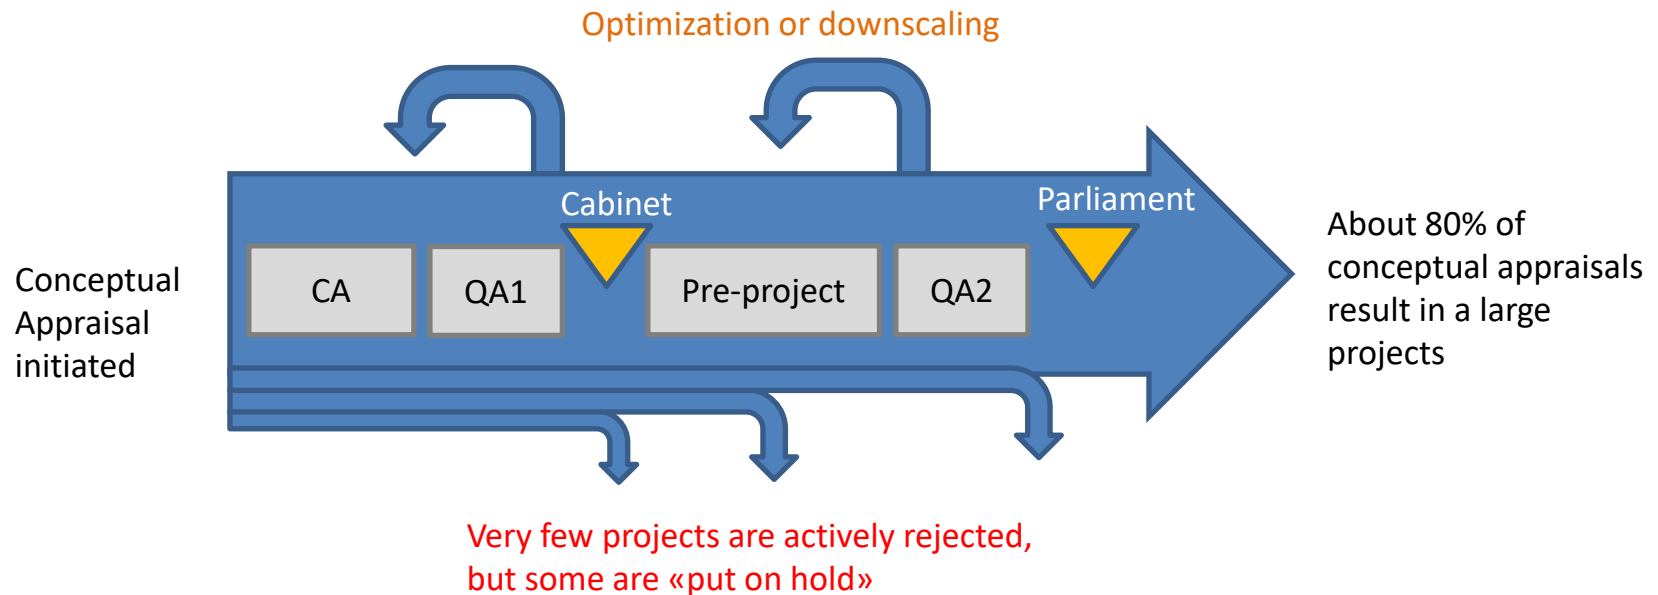 Optimization or downscaling
Cabinet
Parliament
Conceptual
Appraisal
initiated
CA
QA1
Pre-project
QA2
About 80% of
conceptual appraisals
result in a large
projects
Very few projects are actively rejected,
but some are «put on hold»